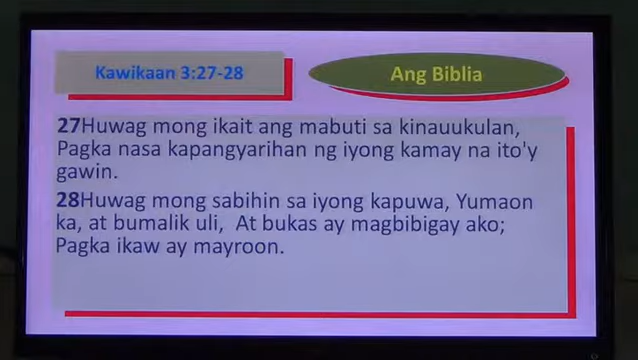 Kawikaan 3:27-28
Ang Biblia
27Huwag mong ikait ang mabuti sa kinauukulan,
Pagka nasa kapangyarihan ng iyong kamay na ito'y
gawin.
28Huwag mong sabihin sa iyong kapuwa, Yumaon
ka, at bumalik uli, At bukas ay magbibigay ako;
Pagka ikaw ay mayroon.